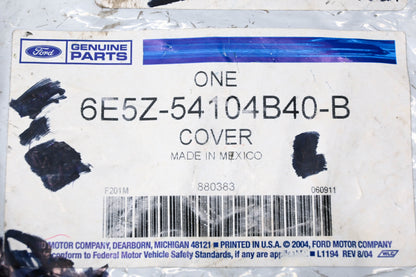 Ford
GENUINE
PARTS
ONE
6E5Z-54104B40-B
COVER
MADE IN MEXICO
F201M
880383
060911
MOTOR COMPANY, DEARBORN, MICHIGAN 48121 ■ PRINTED IN U.S.A. © 2004, FORD MOTOR COMPANY
conform to Federal Motor Vehicle Safety Standards, if any are applicable ■ L1194 REV 8/04